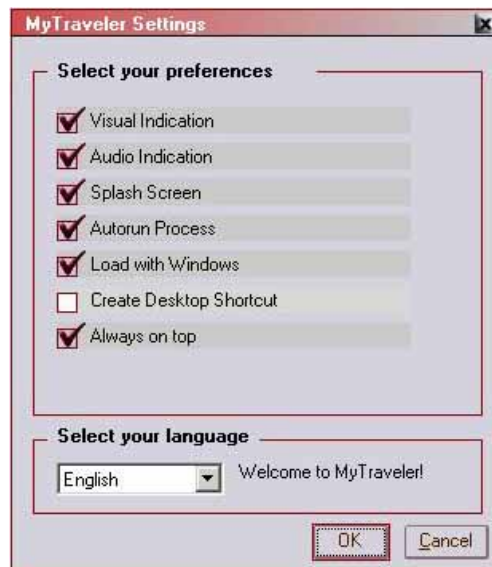 MyTraveler Settings
Select your preferences
Visual Indication
Audio Indication
Splash Screen
Autorun Process
Load with Windows
Create Desktop Shortcut
Always on top
Select your language
English
Welcome to MyTraveler!
OK
Cancel